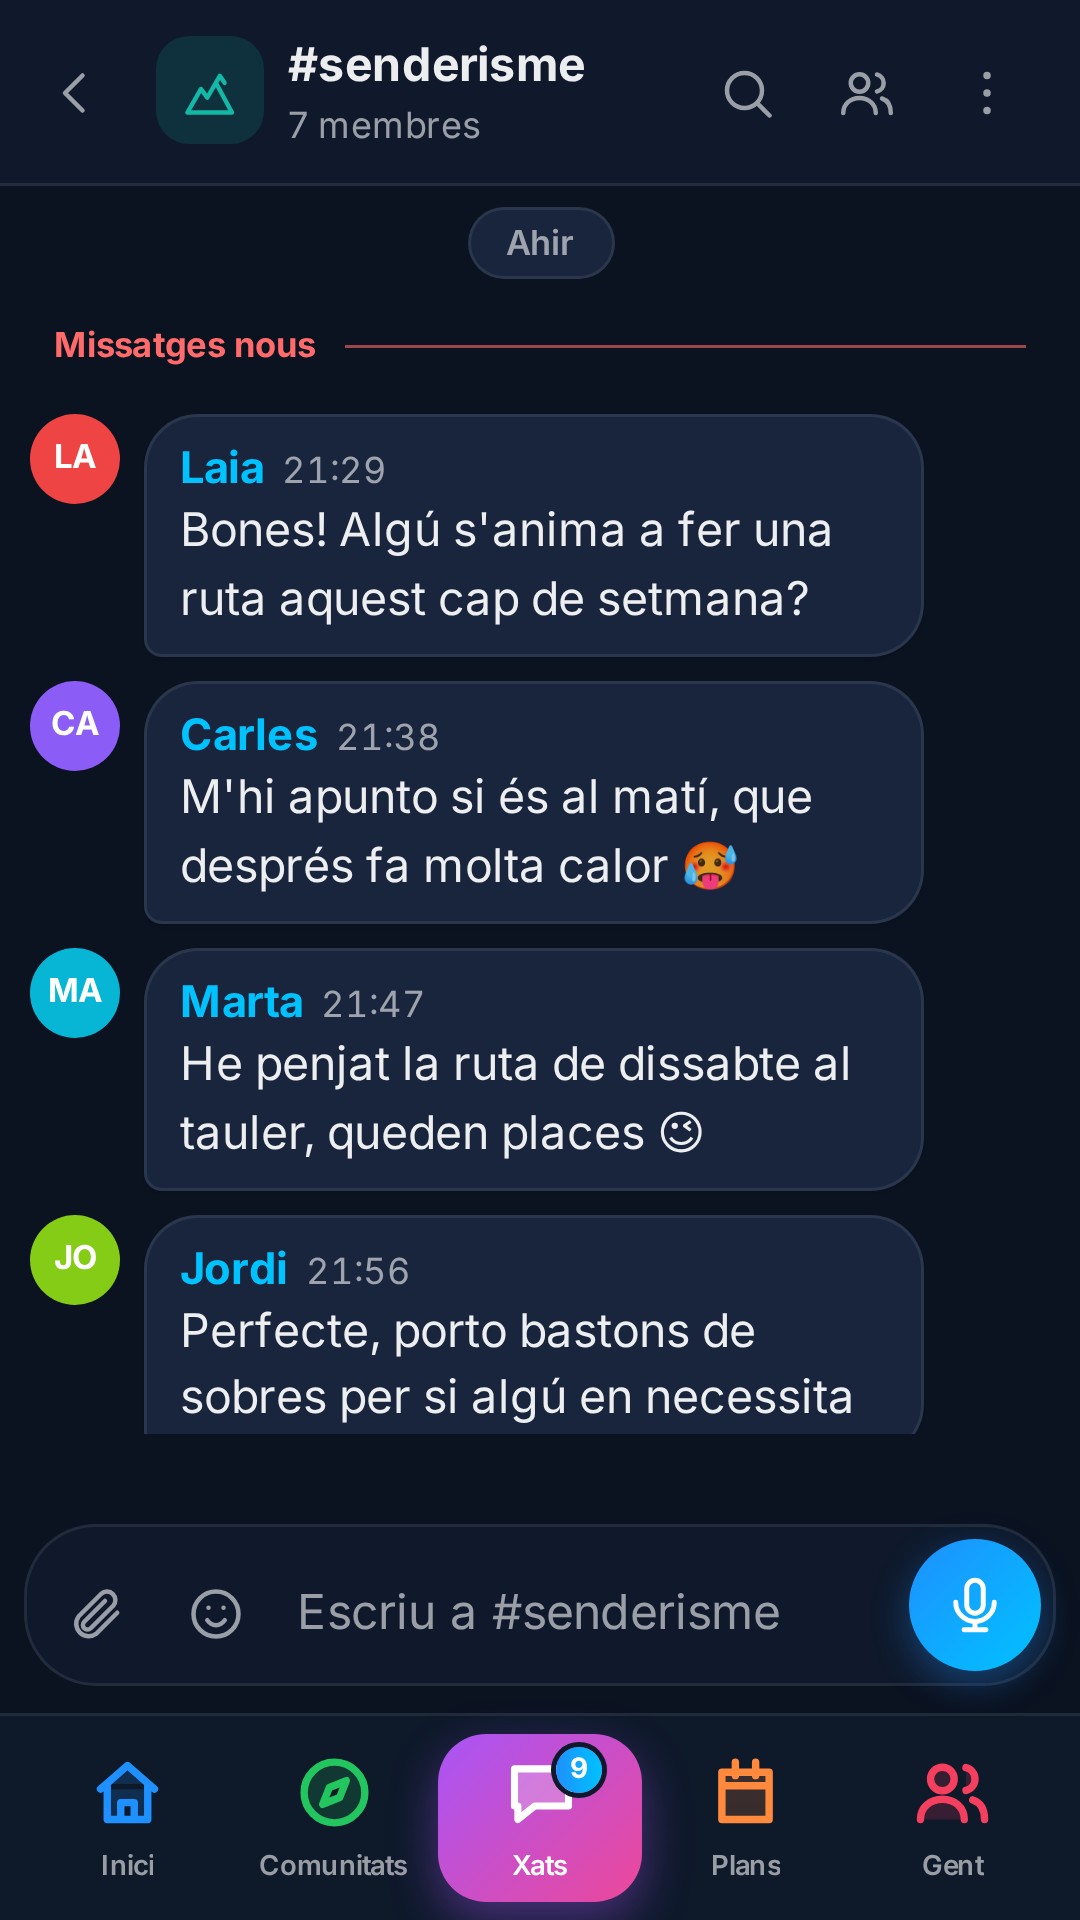 #senderisme
7 membres
Ahir
Missatges nous
LA
Laia 21:29
Bones! Algú s'anima a fer una
ruta aquest cap de setmana?
CA
Carles 21:38
M'hi apunto si és al matí, que
després fa molta calor 🥵
MA
Marta 21:47
He penjat la ruta de dissabte al
tauler, queden places 😉
JO
Jordi 21:56
Perfecte, porto bastons de
sobres per si algú en necessita
Escriu a #senderisme
9
Inici
Comunitats
Xats
Plans
Gent